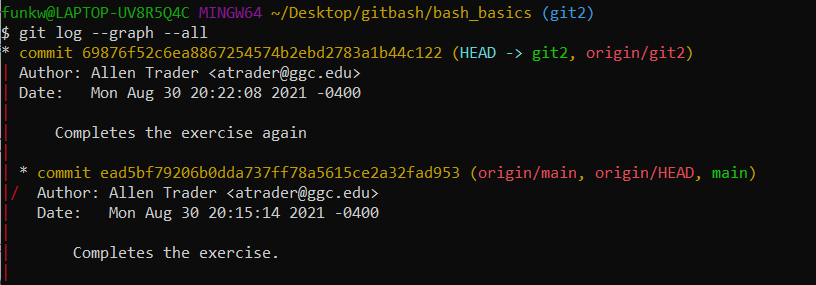 funkw@LAPTOP-UV8R5Q4C MINGW64 ~/Desktop/gitbash/bash_basics (git2)
$ git log --graph --all
* commit 69876f52c6ea8867254574b2ebd2783a1b44c122 (HEAD -> git2, origin/git2)
| Author: Allen Trader <atrader@ggc.edu>
| Date:   Mon Aug 30 20:22:08 2021 -0400
|
|     Completes the exercise again
|
| * commit ead5bf79206b0dda737ff78a5615ce2a32fad953 (origin/main, origin/HEAD, main)
|/  Author: Allen Trader <atrader@ggc.edu>
|   Date:   Mon Aug 30 20:15:14 2021 -0400
|
|       Completes the exercise.
|